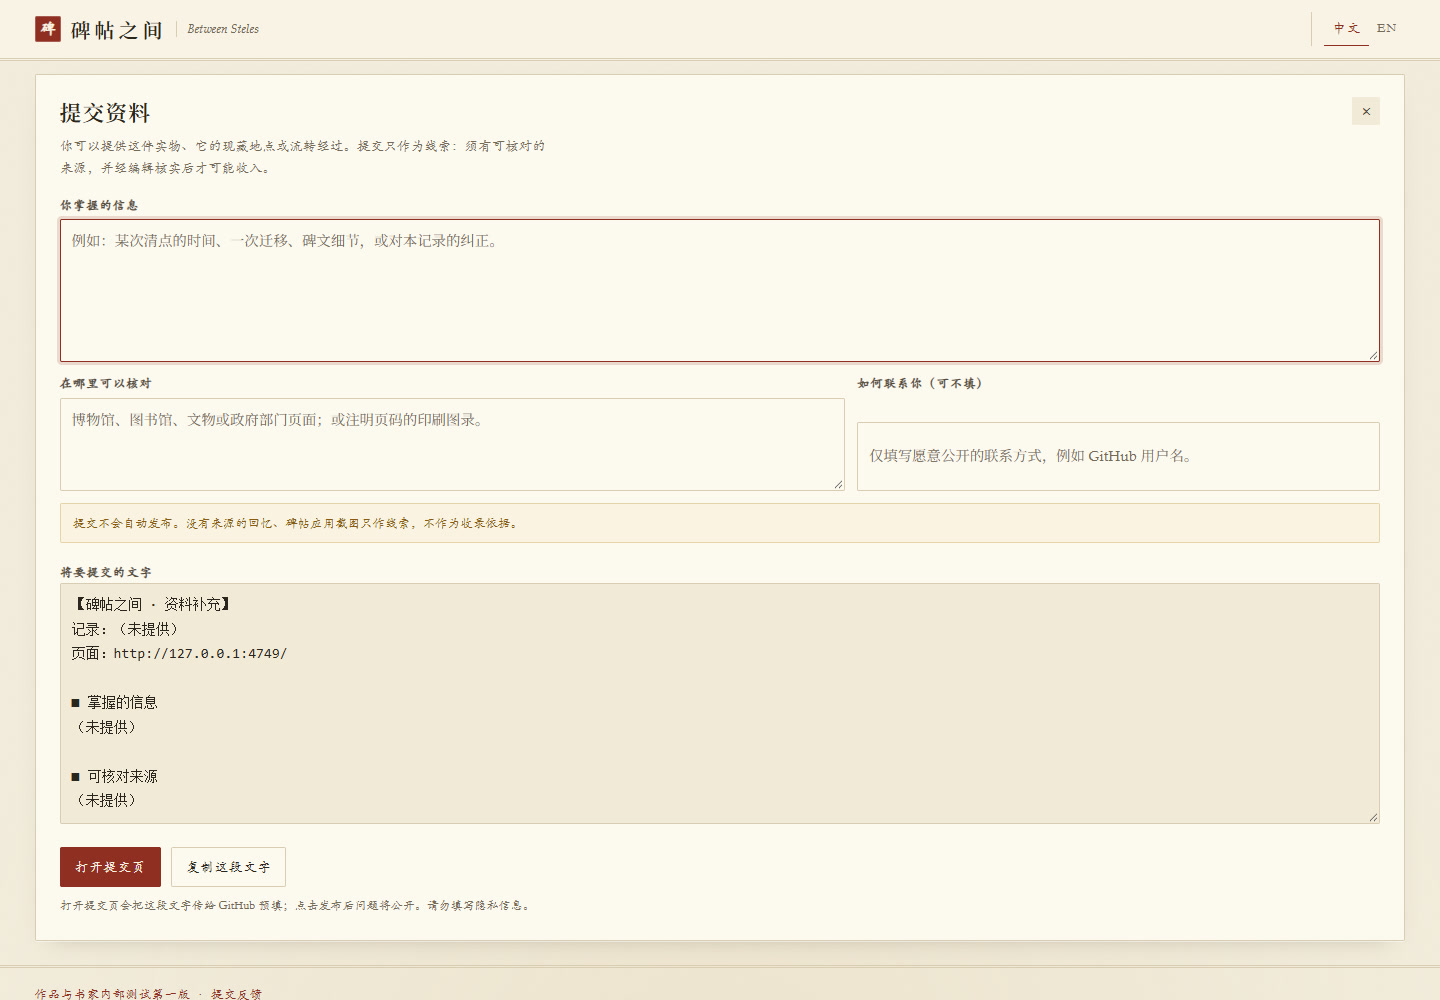 碑 碑帖之间 Between Steles 中文 EN
提交资料 ×
你可以提供这件实物、它的现藏地点或流转经过。提交只作为线索：须有可核对的
来源，并经编辑核实后才可能收入。
你掌握的信息
例如：某次清点的时间、一次迁移、碑文细节，或对本记录的纠正。
在哪里可以核对 如何联系你（可不填）
博物馆、图书馆、文物或政府部门页面；或注明页码的印刷图录。
仅填写愿意公开的联系方式，例如 GitHub 用户名。
提交不会自动发布。没有来源的回忆、碑帖应用截图只作线索，不作为收录依据。
将要提交的文字
【碑帖之间 · 资料补充】
记录：（未提供）
页面：http://127.0.0.1:4749/
■ 掌握的信息
（未提供）
■ 可核对来源
（未提供）
打开提交页 复制这段文字
打开提交页会把这段文字传给 GitHub 预填；点击发布后问题将公开。请勿填写隐私信息。
作品与书家内部测试第一版 · 提交反馈